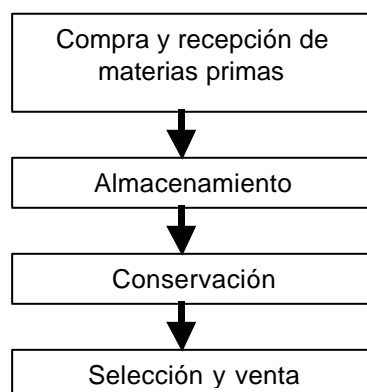 Compra y recepción de
materias primas
Almacenamiento
Conservación
Selección y venta